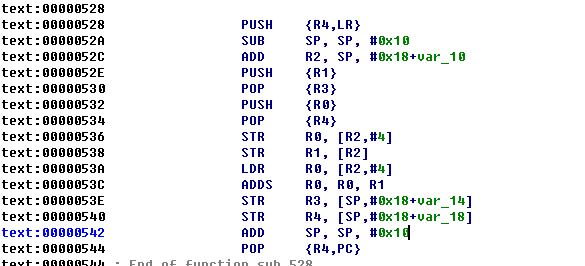 text:00000528
text:00000528 PUSH {R4,LR}
text:0000052A SUB SP, SP, #0x10
text:0000052C ADD R2, SP, #0x18+var_10
text:0000052E PUSH {R1}
text:00000530 POP {R3}
text:00000532 PUSH {R0}
text:00000534 POP {R4}
text:00000536 STR R0, [R2,#4]
text:00000538 STR R1, [R2]
text:0000053A LDR R0, [R2,#4]
text:0000053C ADDS R0, R0, R1
text:0000053E STR R3, [SP,#0x18+var_14]
text:00000540 STR R4, [SP,#0x18+var_18]
text:00000542 ADD SP, SP, #0x10
text:00000544 POP {R4,PC}
text:00000544 ; End of function sub_528